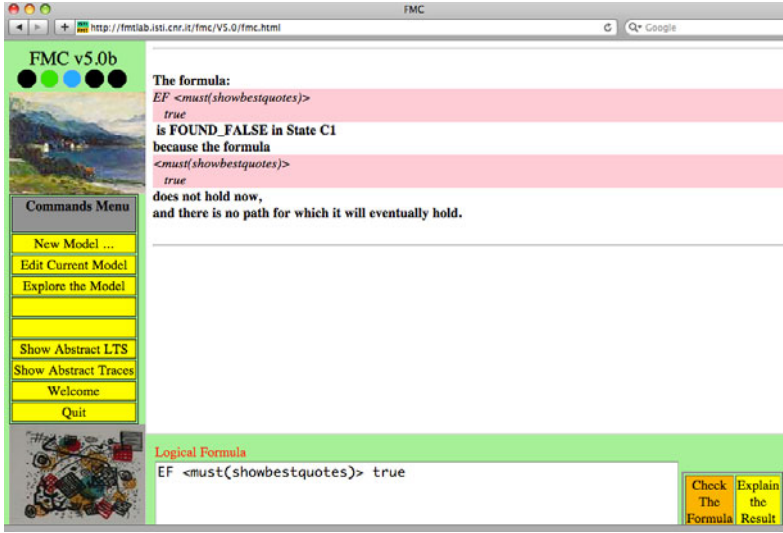 FMC
http://fmtlab.isti.cnr.it/fmc/V5.0/fmc.html
Google
FMC v5.0b
Commands Menu
New Model ...
Edit Current Model
Explore the Model
Show Abstract LTS
Show Abstract Traces
Welcome
Quit
The formula:
EF <must(showbestquotes)>
true
is FOUND_FALSE in State C1
because the formula
<must(showbestquotes)>
true
does not hold now,
and there is no path for which it will eventually hold.
Logical Formula
EF <must(showbestquotes)> true
Check
The
Formula
Explain
the
Result